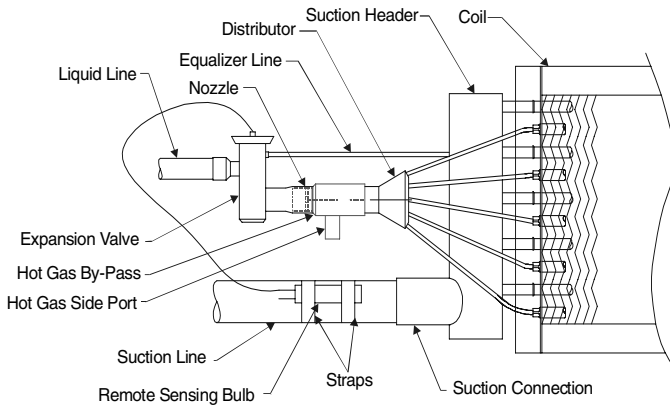 Suction Header
Coil
Distributor
Equalizer Line
Liquid Line
Nozzle
Expansion Valve
Hot Gas By-Pass
Hot Gas Side Port
Suction Line
Straps
Remote Sensing Bulb
Suction Connection